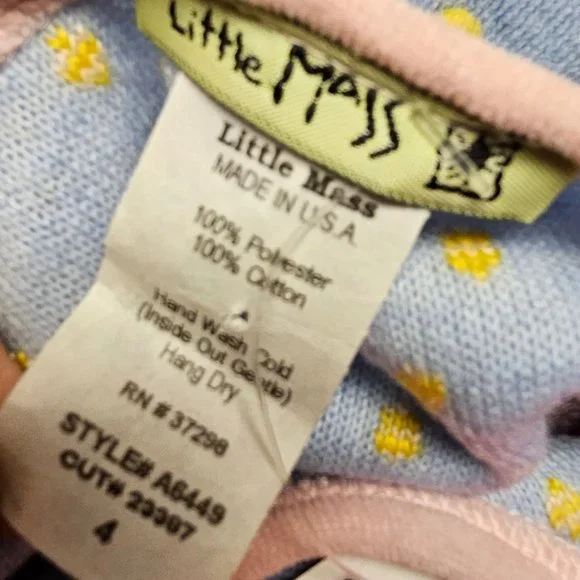 Little Mass
Little Mass
MADE IN U.S.A
100% Polyester
100% Cotton
Hand Wash Cold
(Inside Out Gentle)
Hang Dry
RN # 37298
STYLE# A6449
CUT# 23387
4